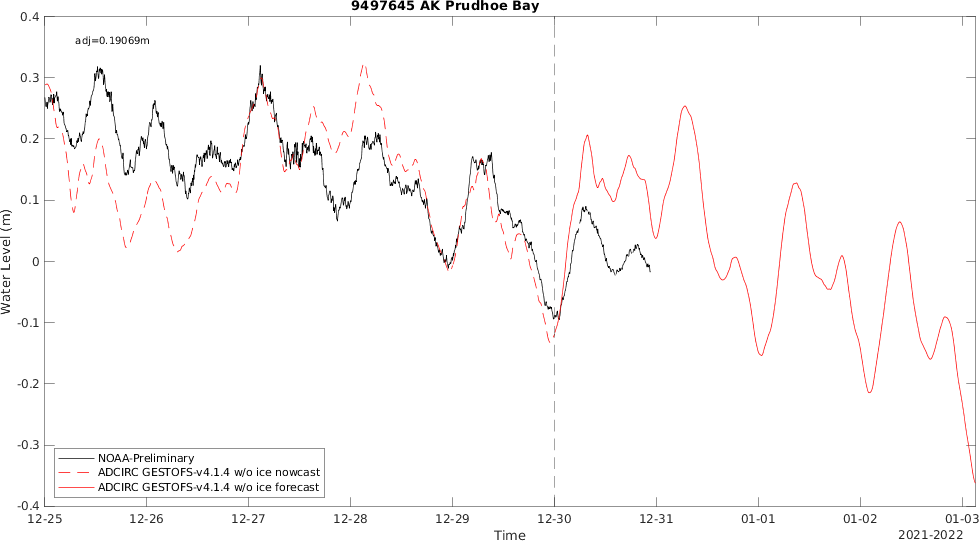 9497645 AK Prudhoe Bay
adj=0.19069m
0.4
0.3
0.2
0.1
0
-0.1
-0.2
-0.3
-0.4
Water Level (m)
NOAA-Preliminary
ADCIRC GESTOFS-v4.1.4 w/o ice nowcast
ADCIRC GESTOFS-v4.1.4 w/o ice forecast
12-25 12-26 12-27 12-28 12-29 12-30 12-31 01-01 01-02 01-03
Time
2021-2022